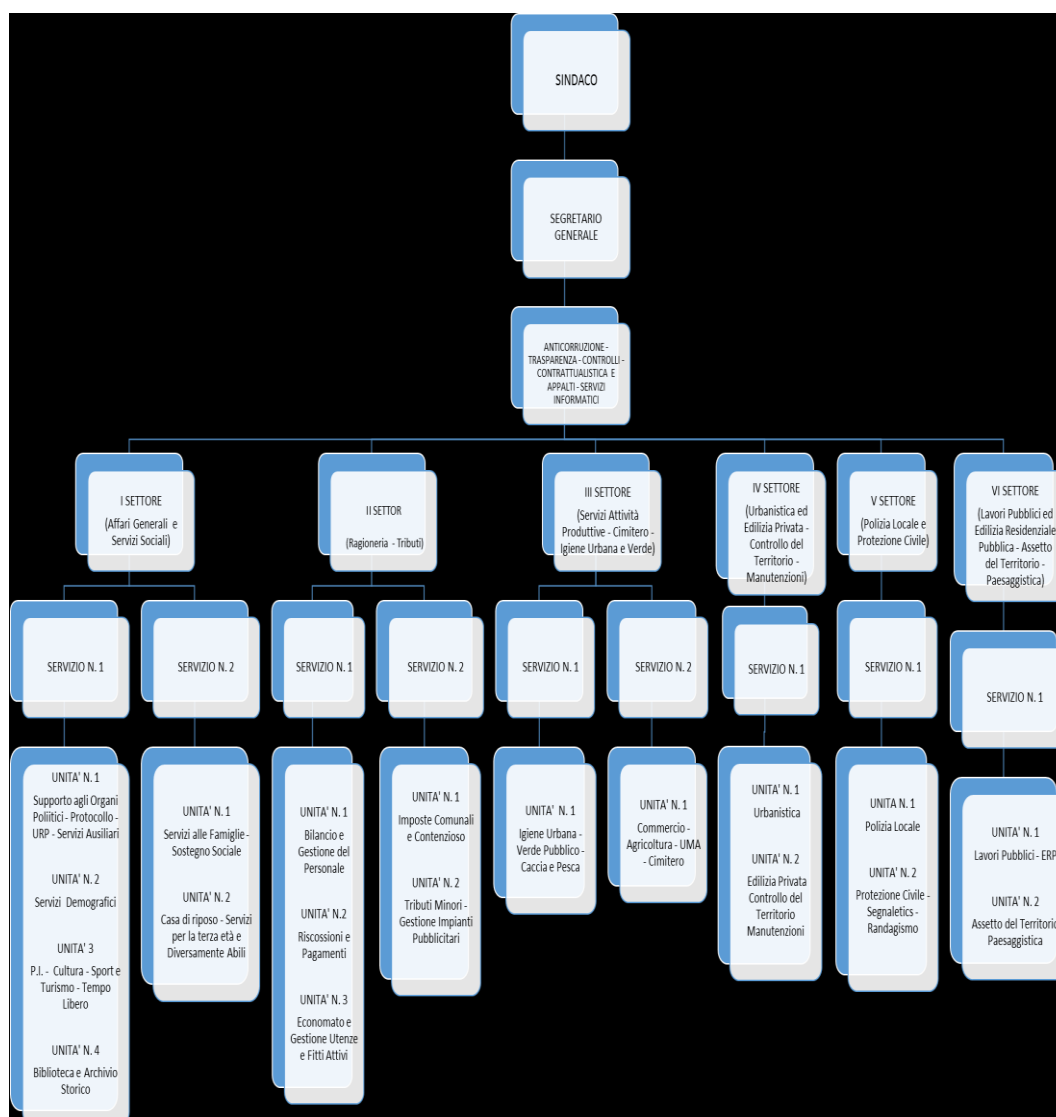 SINDACO
SEGRETARIO
GENERALE
ANTICORRUZIONE -
TRASPARENZA - CONTROLLI -
CONTRATTUALISTICA E
APPALTI - SERVIZI
INFORMATICI
I SETTORE
(Affari Generali e
Servizi Sociali)
II SETTOR
(Ragioneria - Tributi)
III SETTORE
(Servizi Attività
Produttive - Cimitero -
Igiene Urbana e Verde)
IV SETTORE
(Urbanistica ed
Edilizia Privata -
Controllo del
Territorio -
Manutenzioni)
V SETTORE
(Polizia Locale e
Protezione Civile)
VI SETTORE
(Lavori Pubblici ed
Edilizia Residenziale
Pubblica - Assetto
del Territorio -
Paesaggistica)
SERVIZIO N. 1
SERVIZIO N. 2
SERVIZIO N. 1
SERVIZIO N. 2
SERVIZIO N. 1
SERVIZIO N. 2
SERVIZIO N. 1
SERVIZIO N. 1
SERVIZIO N. 1
UNITA' N. 1
Supporto agli Organi
Poliitici - Protocollo -
URP - Servizi Ausiliari
UNITA' N. 2
Servizi Demografici
UNITA' 3
P.I. - Cultura - Sport e
Turismo - Tempo
Libero
UNITA' N. 4
Biblioteca e Archivio
Storico
UNITA' N. 1
Servizi alle Famiglie -
Sostegno Sociale
UNITA' N. 2
Casa di riposo - Servizi
per la terza età e
Diversamente Abili
UNITA' N. 1
Bilancio e
Gestione del
Personale
UNITA' N.2
Riscossioni e
Pagamenti
UNITA' N. 3
Economato e
Gestione Utenze
e Fitti Attivi
UNITA' N. 1
Imposte Comunali
e Contenzioso
UNITA' N. 2
Tributi Minori -
Gestione Impianti
Pubblicitari
UNITA' N. 1
Igiene Urbana -
Verde Pubblico -
Caccia e Pesca
UNITA' N. 1
Commercio -
Agricoltura - UMA
- Cimitero
UNITA' N. 1
Urbanistica
UNITA' N. 2
Edilizia Privata
Controllo del
Territorio
Manutenzioni
UNITA N. 1
Polizia Locale
UNITA' N. 2
Protezione Civile -
Segnaletics -
Randagismo
UNITA' N. 1
Lavori Pubblici - ERP
UNITA' N. 2
Assetto del Territorio
Paesaggistica